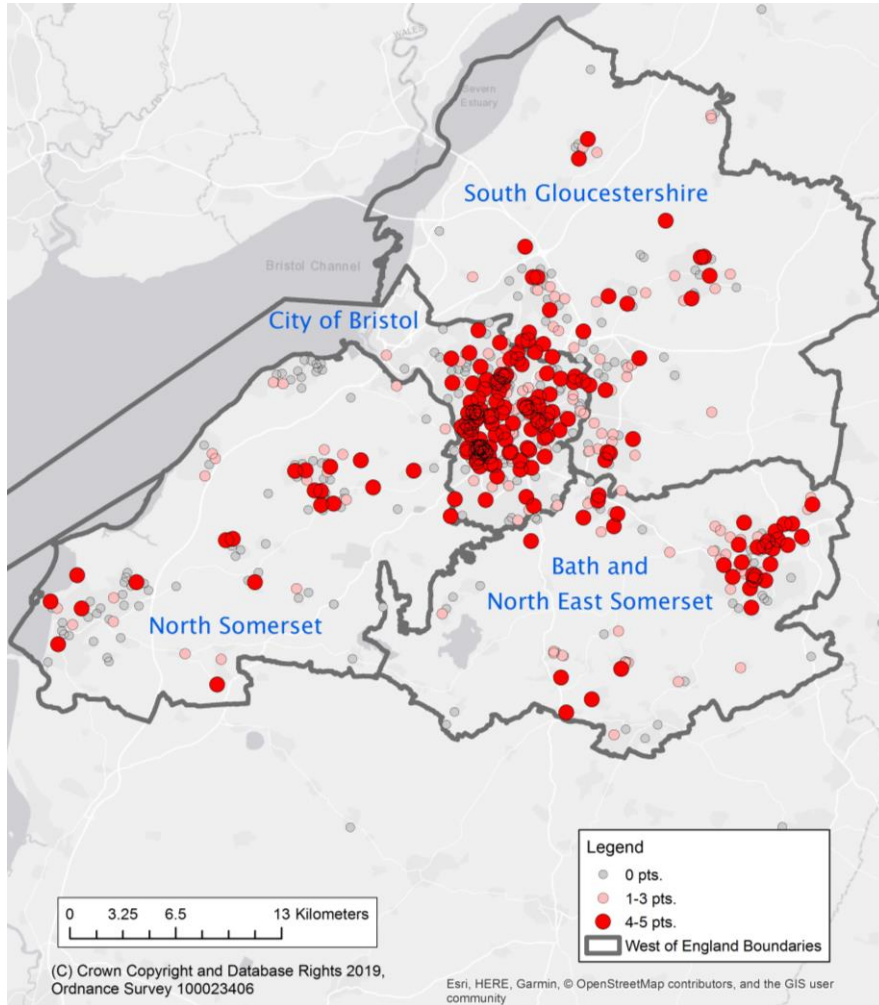 WALES
Severn
Estuary
South Gloucestershire
Bristol Channel
City of Bristol
Bath and
North East Somerset
North Somerset
Legend
0 pts.
1-3 pts.
4-5 pts.
West of England Boundaries
0 3.25 6.5 13 Kilometers
(C) Crown Copyright and Database Rights 2019,
Ordnance Survey 100023406
Esri, HERE, Garmin, © OpenStreetMap contributors, and the GIS user
community